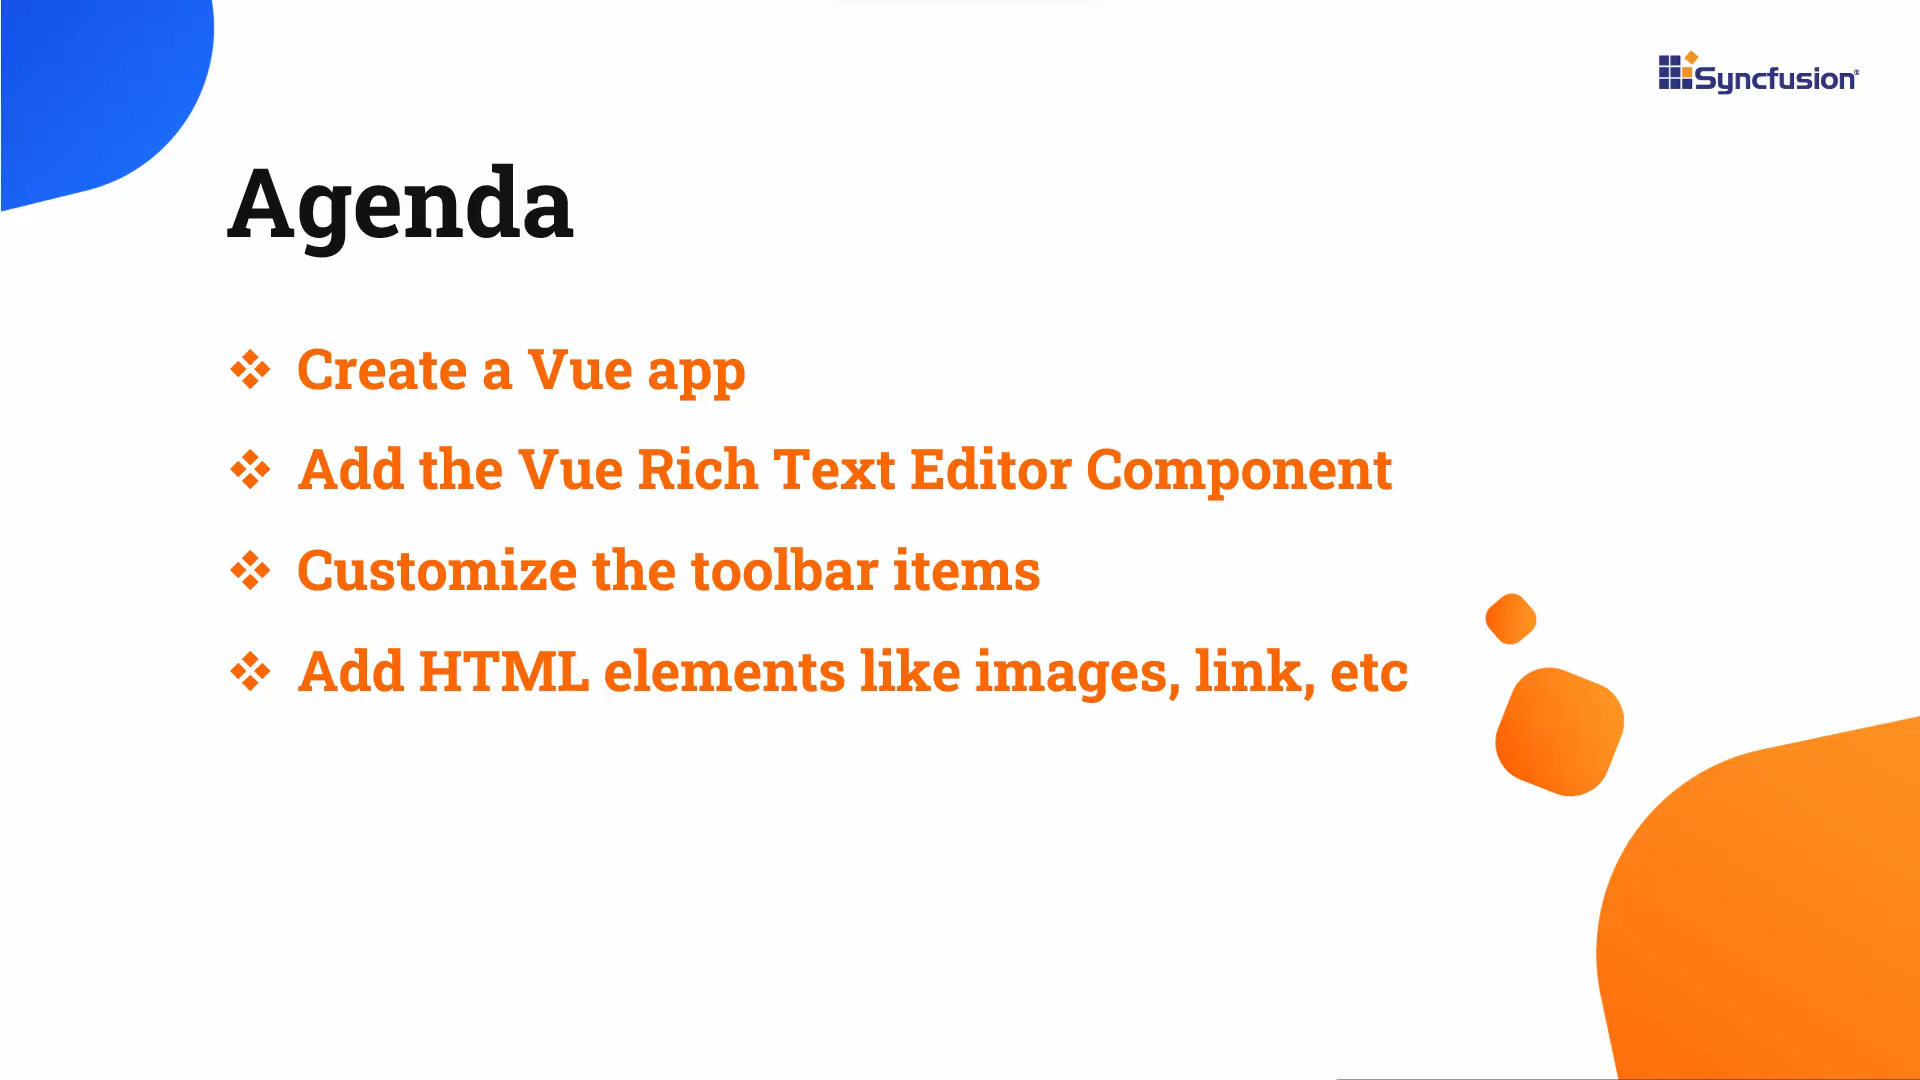 Syncfusion®
Agenda
❖ Create a Vue app
❖ Add the Vue Rich Text Editor Component
❖ Customize the toolbar items
❖ Add HTML elements like images, link, etc